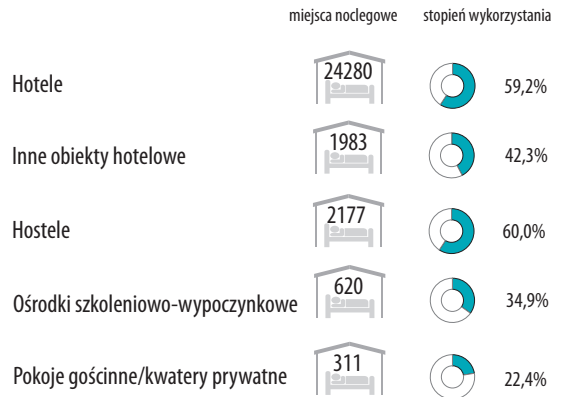 miejsca noclegowe stopień wykorzystania
Hotele 24280 59,2%
Inne obiekty hotelowe 1983 42,3%
Hostele 2177 60,0%
Ośrodki szkoleniowo-wypoczynkowe 620 34,9%
Pokoje gościnne/kwatery prywatne 311 22,4%